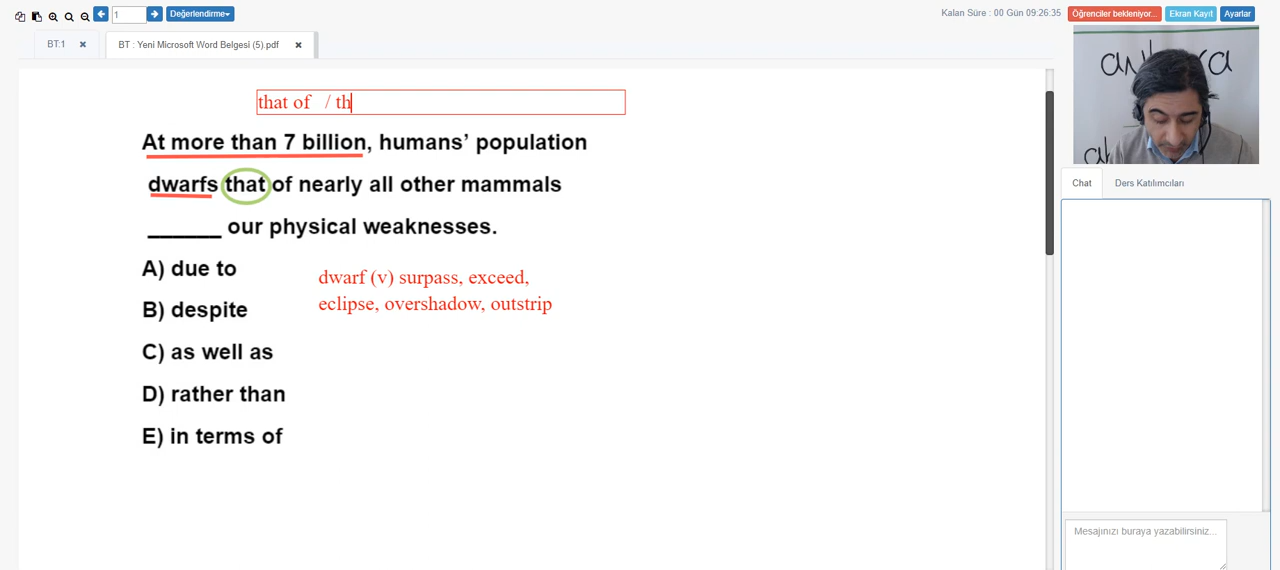 1
Değerlendirme
Kalan Süre : 00 Gün 09:26:35
Öğrenciler bekleniyor...
Ekran Kayıt
Ayarlar
BT:1 ×
BT : Yeni Microsoft Word Belgesi (5).pdf ×
that of / th
At more than 7 billion, humans' population
dwarfs that of nearly all other mammals
______ our physical weaknesses.
A) due to
B) despite
C) as well as
D) rather than
E) in terms of
dwarf (v) surpass, exceed,
eclipse, overshadow, outstrip
Chat
Ders Katılımcıları
Mesajınızı buraya yazabilirsiniz...